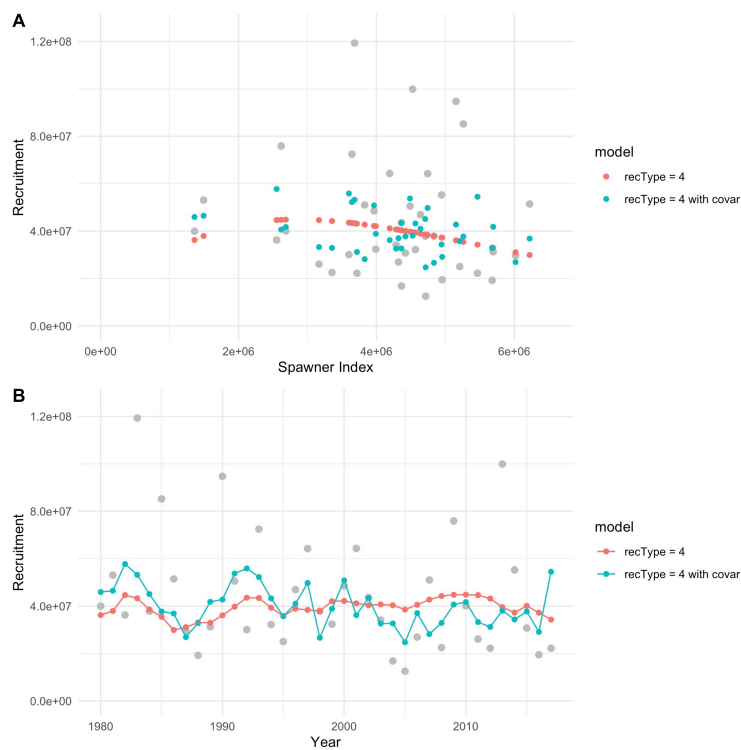 A
1.2e+08
8.0e+07
4.0e+07
0.0e+00
Recruitment
0e+00 2e+06 4e+06 6e+06
Spawner Index
model
recType = 4
recType = 4 with covar
B
1.2e+08
8.0e+07
4.0e+07
0.0e+00
Recruitment
1980 1990 2000 2010
Year
model
recType = 4
recType = 4 with covar